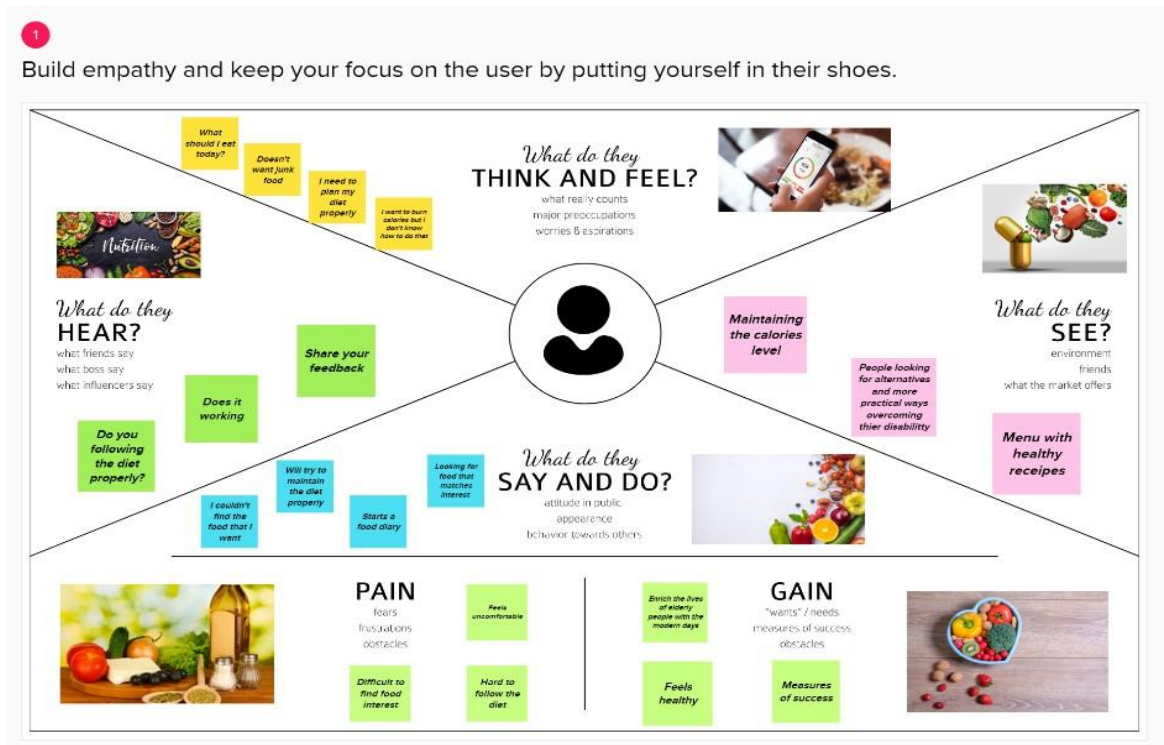 1
Build empathy and keep your focus on the user by putting yourself in their shoes.
What
should I eat
today?
Doesn't
want junk
food
I need to
plan my
diet
properly
I want to burn
calories but I
don't know
how to do that
What do they
THINK AND FEEL?
what really counts
major preoccupations
worries & aspirations
Nutrition
What do they
HEAR?
what friends say
what boss say
what influencers say
Share your
feedback
Does it
working
Do you
following
the diet
properly?
Maintaining
the calories
level
People looking
for alternatives
and more
practical ways
overcoming
thier disabilitty
Menu with
healthy
receipes
What do they
SEE?
environment
friends
what the market offers
What do they
SAY AND DO?
attitude in public
appearance
behavior towards others
I couldn't
find the
food that I
want
Will try to
maintain
the diet
properly
Starts a
food diary
Looking for
food that
matches
interest
PAIN
fears
frustrations
obstacles
Feels
uncomfortable
Difficult to
find food
interest
Hard to
follow the
diet
Enrich the lives
of elderly
people with the
modern days
Feels
healthy
Measures
of success
GAIN
"wants" / needs
measures of success
obstacles